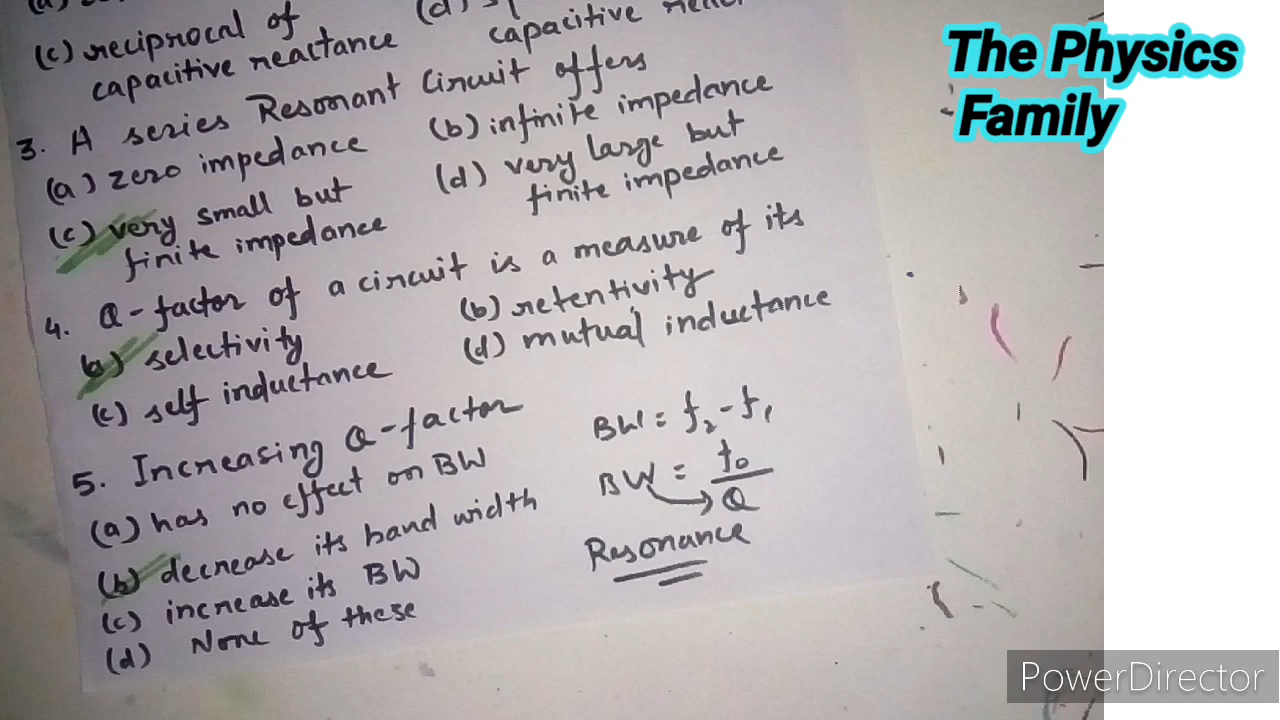 (c) reciprocal of
capacitive reactance
(d)
capacitive
3. A series Resonant Circuit offers
(a) zero impedance
(b) infinite impedance
(c) very small but
finite impedance
(d) very large but
finite impedance
4. Q-factor of a circuit is a measure of its
(a) selectivity
(b) retentivity
(c) self inductance
(d) mutual inductance
5. Increasing Q-factor
(a) has no effect on BW
(b) decrease its band width
(c) increase its BW
(d) None of these
BW = f₂ - f₁
BW = f₀
Q
Resonance
The Physics
Family
PowerDirector